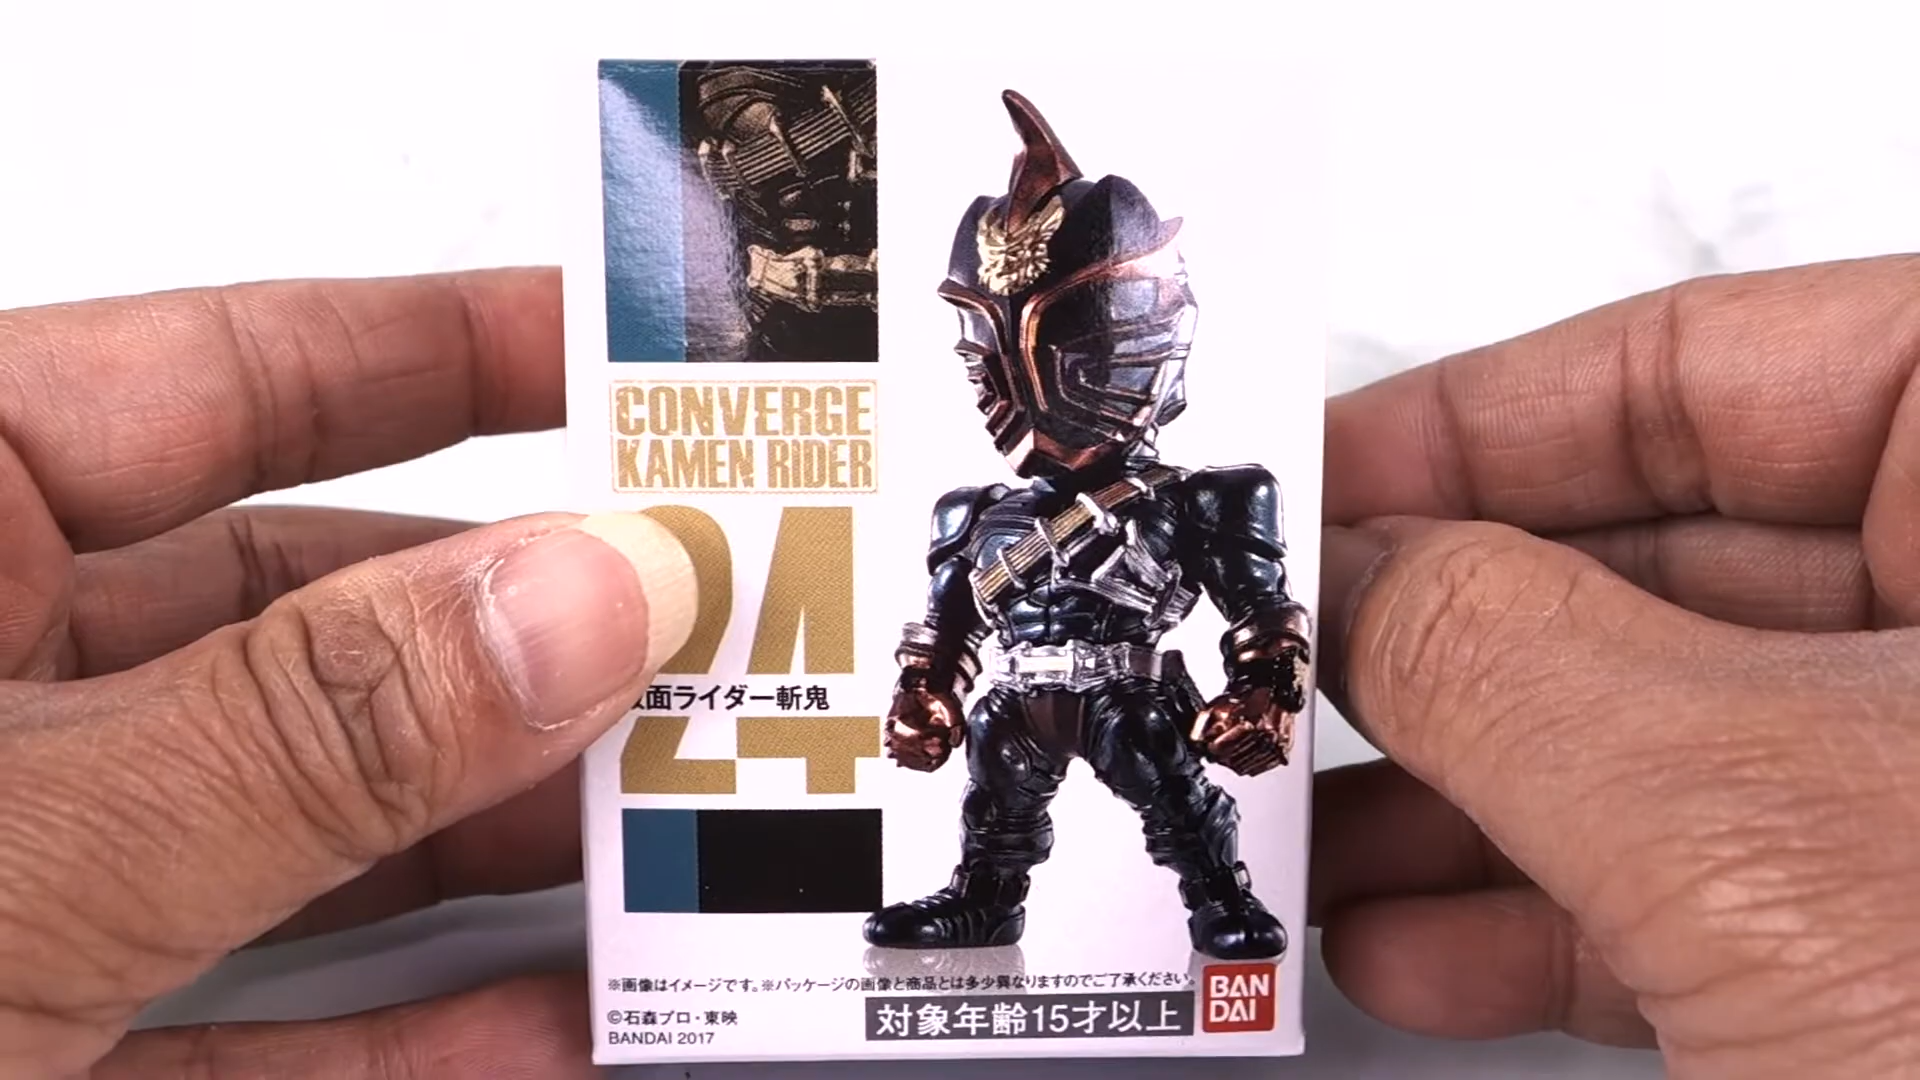 CONVERGE
KAMEN RIDER
24
面ライダー斬鬼
※画像はイメージです。※パッケージの画像と商品とは多少異なりますのでご了承ください。
©石森プロ・東映
BANDAI 2017
対象年齢15才以上
BAN
DAI